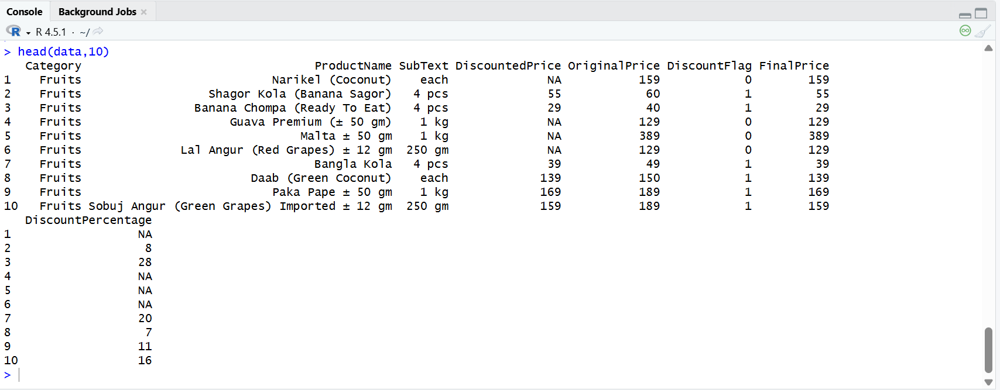 Console Background Jobs
R R 4.5.1 · ~/
> head(data,10)
   Category                                 ProductName SubText DiscountedPrice OriginalPrice DiscountFlag FinalPrice
1    Fruits                           Narikel (Coconut)    each              NA           159            0        159
2    Fruits                  Shagor Kola (Banana Sagor)   4 pcs              55            60            1         55
3    Fruits                Banana Chompa (Ready To Eat)   4 pcs              29            40            1         29
4    Fruits                     Guava Premium (± 50 gm)    1 kg              NA           129            0        129
5    Fruits                               Malta ± 50 gm    1 kg              NA           389            0        389
6    Fruits              Lal Angur (Red Grapes) ± 12 gm  250 gm              NA           129            0        129
7    Fruits                                 Bangla Kola   4 pcs              39            49            1         39
8    Fruits                        Daab (Green Coconut)    each             139           150            1        139
9    Fruits                           Paka Pape ± 50 gm    1 kg             169           189            1        169
10   Fruits Sobuj Angur (Green Grapes) Imported ± 12 gm  250 gm             159           189            1        159
   DiscountPercentage
1                  NA
2                   8
3                  28
4                  NA
5                  NA
6                  NA
7                  20
8                   7
9                  11
10                 16
>